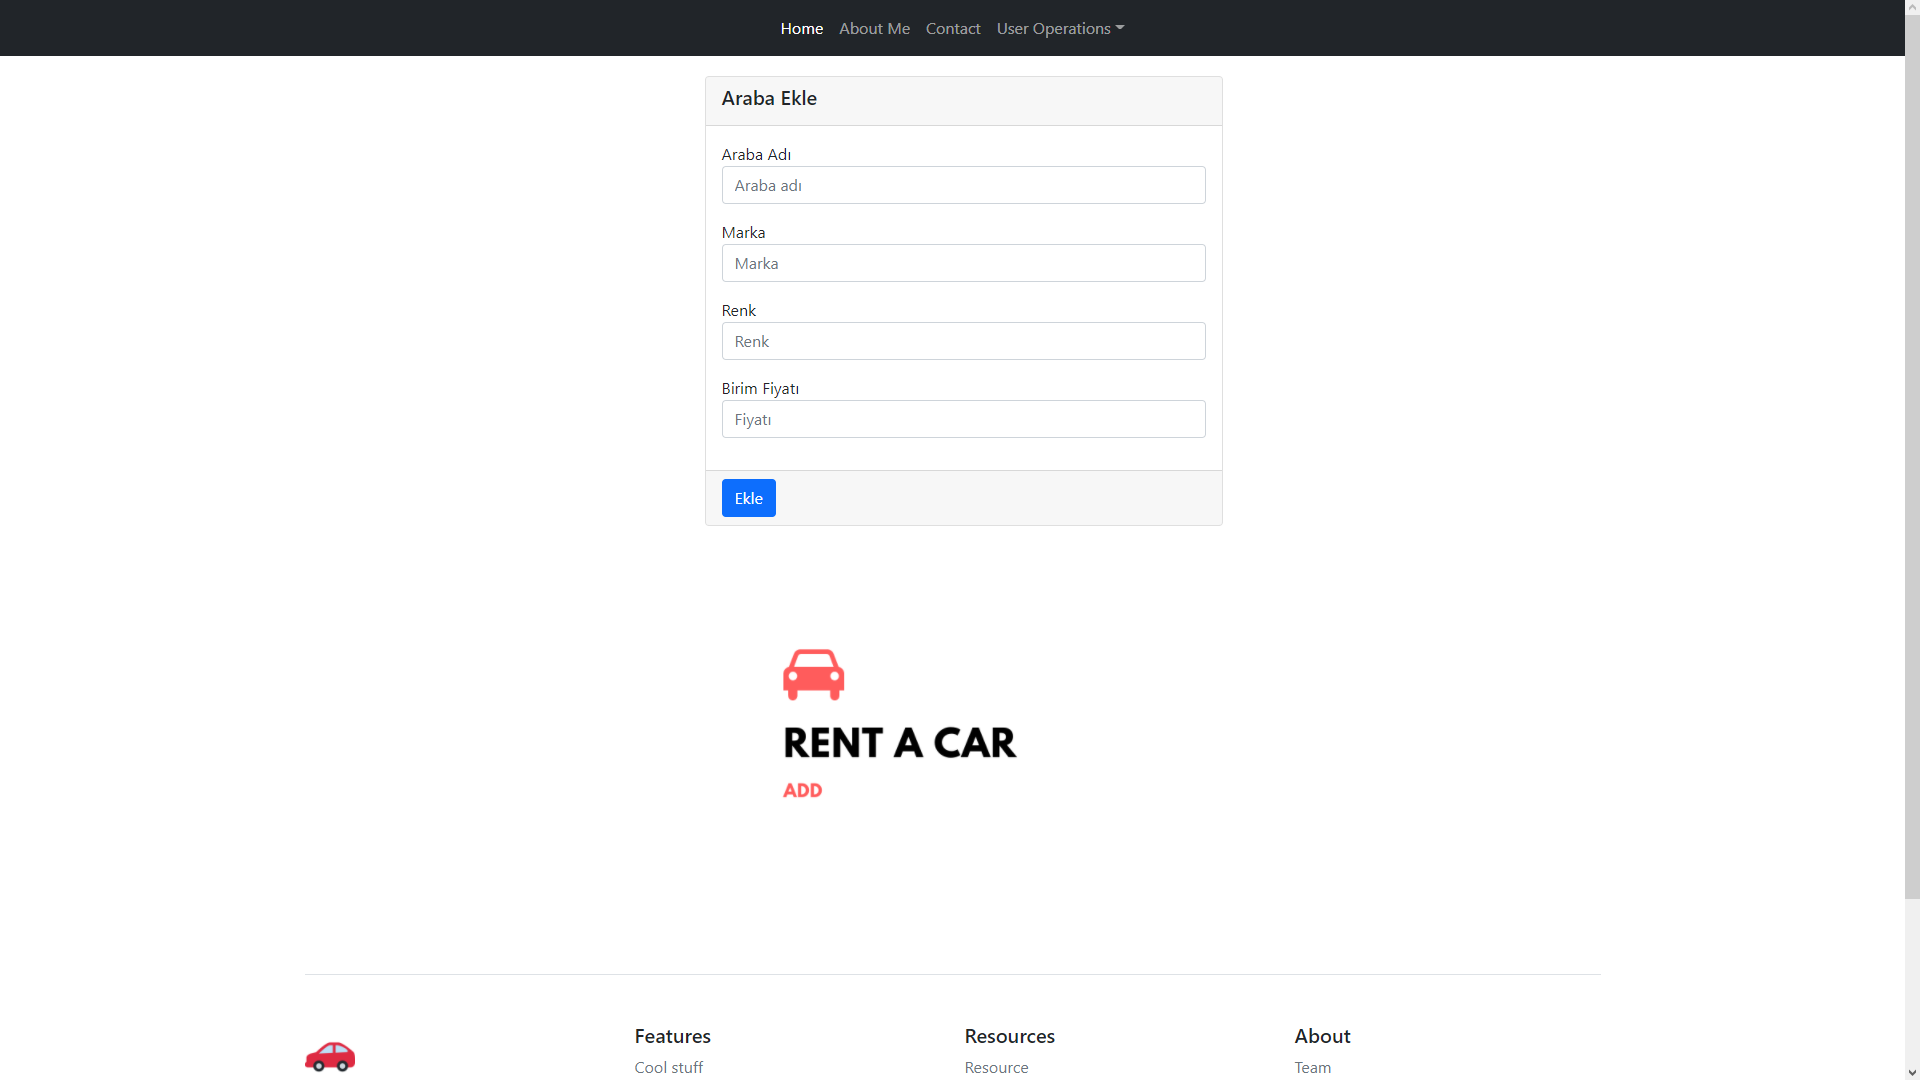 Home About Me Contact User Operations
Araba Ekle
Araba Adı
Araba adı
Marka
Marka
Renk
Renk
Birim Fiyatı
Fiyatı
Ekle
RENT A CAR
ADD
Features Resources About
Cool stuff Resource Team